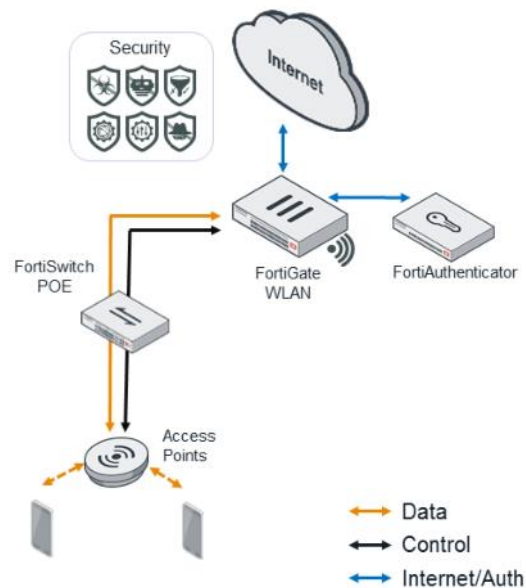 Security
Internet
FortiSwitch
POE
FortiGate
WLAN
FortiAuthenticator
Access
Points
Data
Control
Internet/Auth